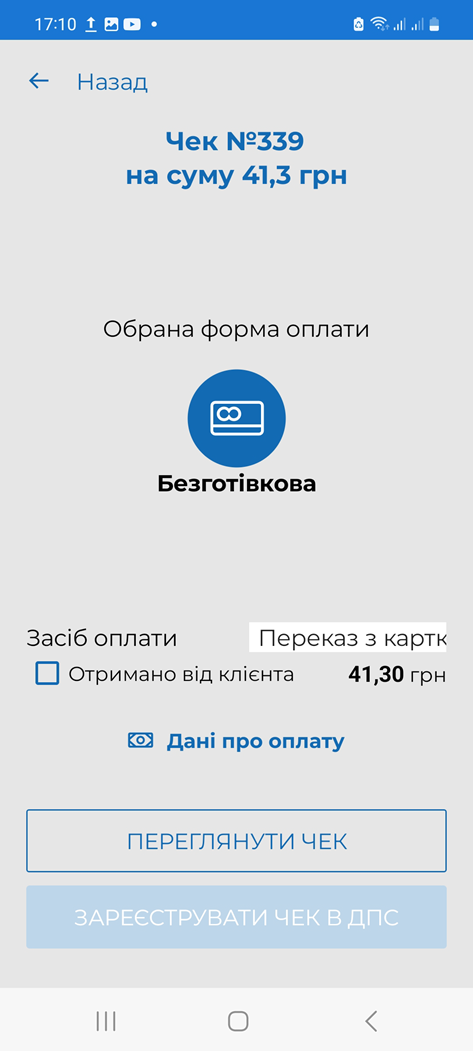 17:10
Назад
Чек №339
на суму 41,3 грн
Обрана форма оплати
Безготівкова
Засіб оплати Переказ з картк
Отримано від клієнта 41,30 грн
Дані про оплату
ПЕРЕГЛЯНУТИ ЧЕК
ЗАРЕЄСТРУВАТИ ЧЕК В ДПС